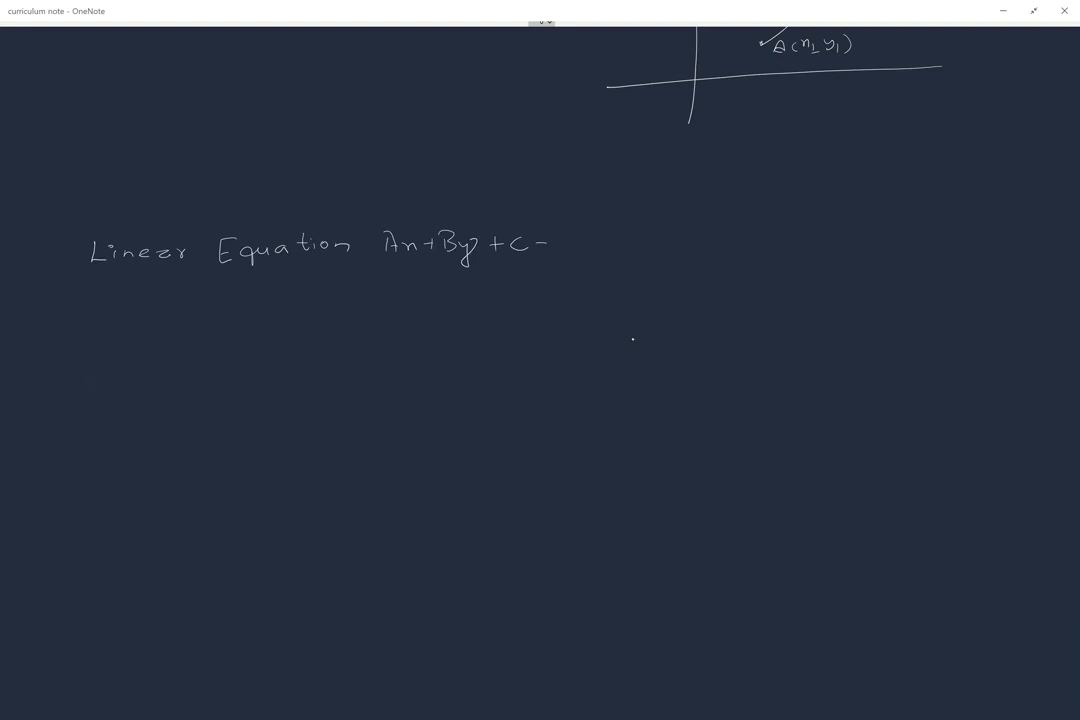 curriculum note - OneNote
A(x₁ y₁)
Linear Equation Ax+By+C -